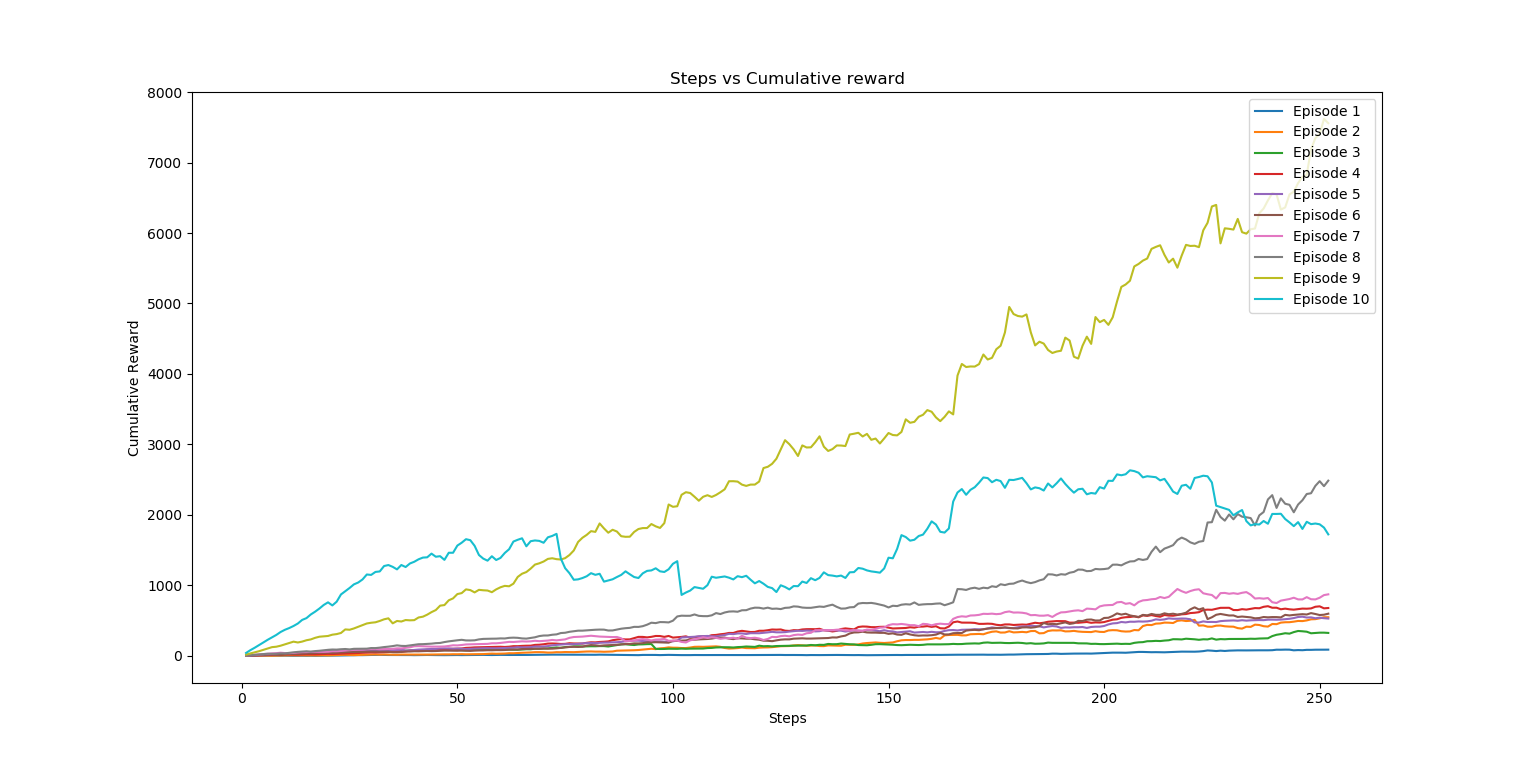 Steps vs Cumulative reward
8000
7000
6000
5000
4000
3000
2000
1000
0
Cumulative Reward
Episode 1
Episode 2
Episode 3
Episode 4
Episode 5
Episode 6
Episode 7
Episode 8
Episode 9
Episode 10
0 50 100 150 200 250
Steps